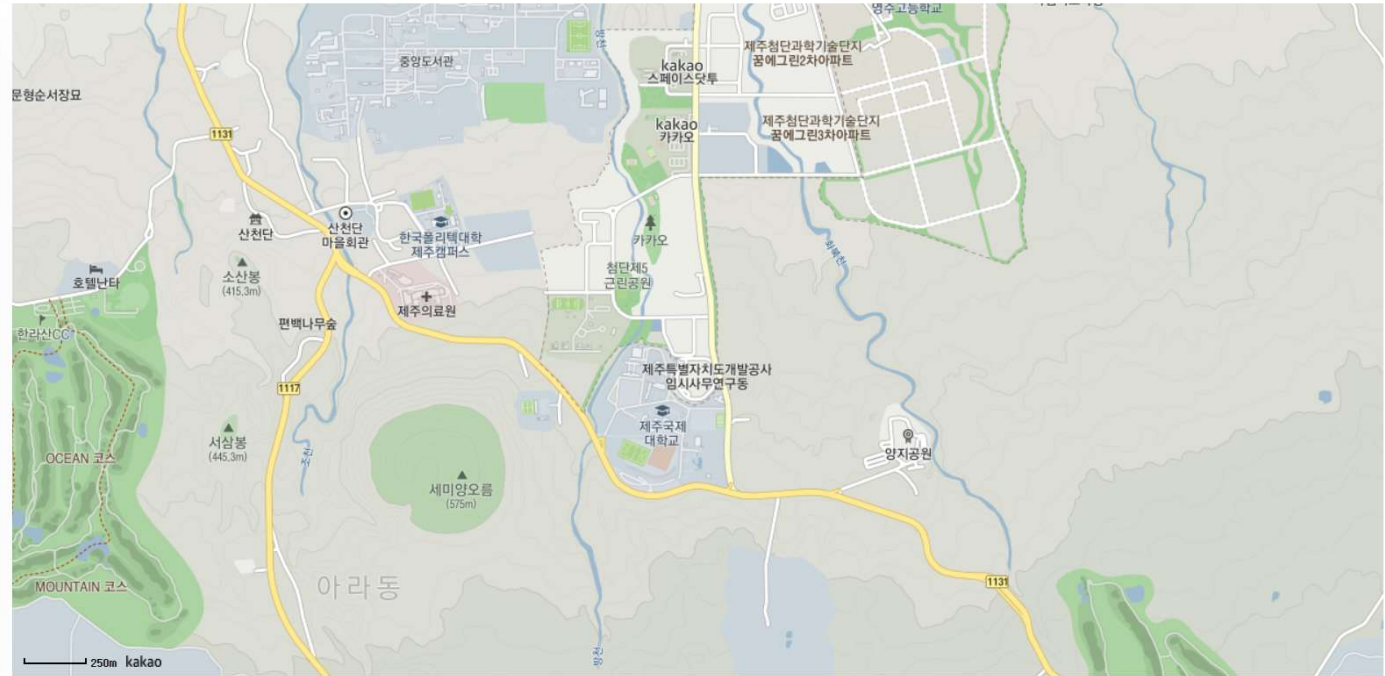 영주고등학교
중앙도서관
제주첨단과학기술단지
꿈에그린2차아파트
kakao
스페이스닷투
문형순서장묘
kakao
카카오
제주첨단과학기술단지
꿈에그린3차아파트
1131
산천단
산천단
마을회관
한국폴리텍대학
제주캠퍼스
카카오
화북천
소산봉
(415.3m)
첨단제5
근린공원
호텔난타
제주의료원
한라산CC
편백나무숲
제주특별자치도개발공사
임시사무연구동
1117
제주국제
대학교
서삼봉
(445.3m)
양지공원
OCEAN 코스
조천
세미양오름
(575m)
MOUNTAIN 코스
아라동
1131
방천
250m kakao